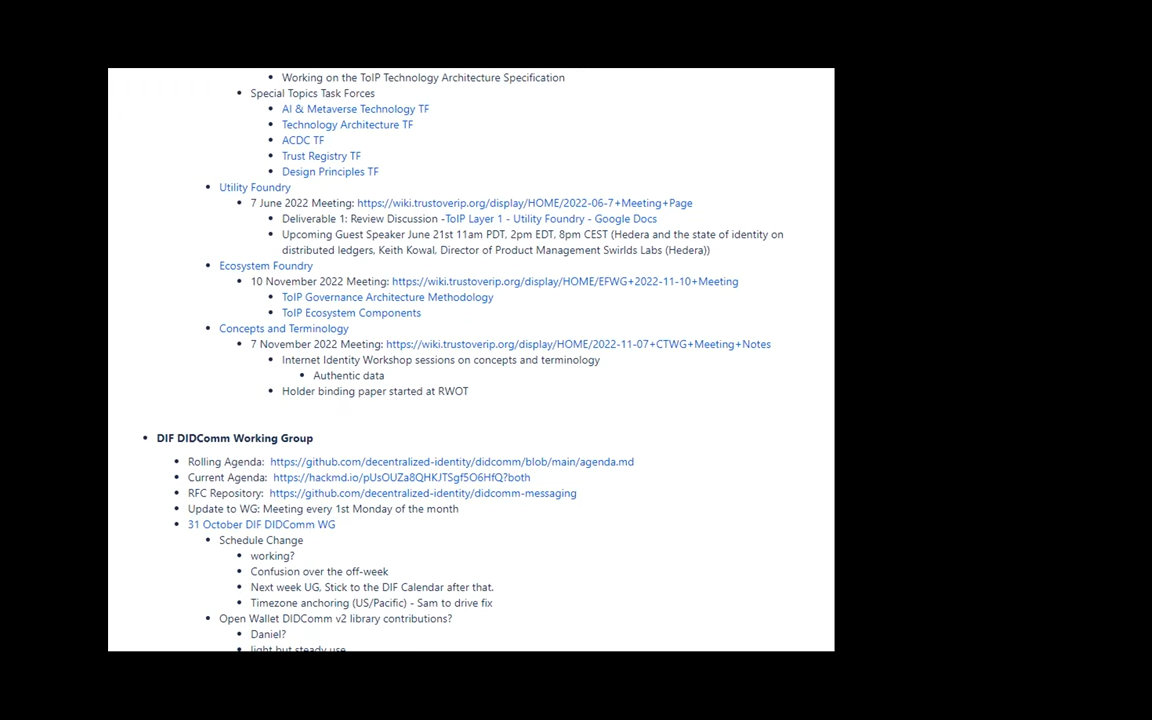 Working on the ToIP Technology Architecture Specification
Special Topics Task Forces
AI & Metaverse Technology TF
Technology Architecture TF
ACDC TF
Trust Registry TF
Design Principles TF
Utility Foundry
7 June 2022 Meeting: https://wiki.trustoverip.org/display/HOME/2022-06-7+Meeting+Page
Deliverable 1: Review Discussion -ToIP Layer 1 - Utility Foundry - Google Docs
Upcoming Guest Speaker June 21st 11am PDT, 2pm EDT, 8pm CEST (Hedera and the state of identity on
distributed ledgers, Keith Kowal, Director of Product Management Swirlds Labs (Hedera))
Ecosystem Foundry
10 November 2022 Meeting: https://wiki.trustoverip.org/display/HOME/EFWG+2022-11-10+Meeting
ToIP Governance Architecture Methodology
ToIP Ecosystem Components
Concepts and Terminology
7 November 2022 Meeting: https://wiki.trustoverip.org/display/HOME/2022-11-07+CTWG+Meeting+Notes
Internet Identity Workshop sessions on concepts and terminology
Authentic data
Holder binding paper started at RWOT
DIF DIDComm Working Group
Rolling Agenda: https://github.com/decentralized-identity/didcomm/blob/main/agenda.md
Current Agenda: https://hackmd.io/pUsOUZa8QHKJTSgf5O6HfQ?both
RFC Repository: https://github.com/decentralized-identity/didcomm-messaging
Update to WG: Meeting every 1st Monday of the month
31 October DIF DIDComm WG
Schedule Change
working?
Confusion over the off-week
Next week UG, Stick to the DIF Calendar after that.
Timezone anchoring (US/Pacific) - Sam to drive fix
Open Wallet DIDComm v2 library contributions?
Daniel?
light but steady use